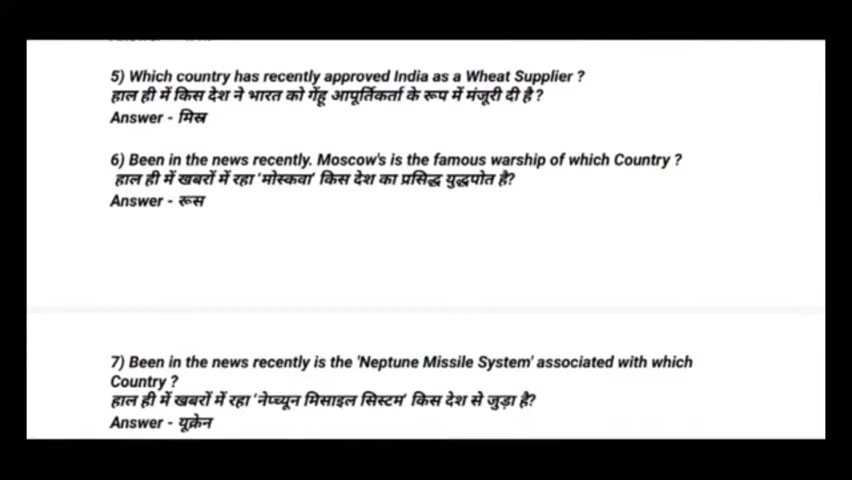 5) Which country has recently approved India as a Wheat Supplier ?
हाल ही में किस देश ने भारत को गेंहू आपूर्तिकर्ता के रूप में मंजूरी दी है?
Answer - मिस्र
6) Been in the news recently. Moscow's is the famous warship of which Country ?
हाल ही में खबरों में रहा 'मोस्कवा' किस देश का प्रसिद्ध युद्धपोत है?
Answer - रूस
7) Been in the news recently is the 'Neptune Missile System' associated with which
Country ?
हाल ही में खबरों में रहा 'नेप्च्यून मिसाइल सिस्टम' किस देश से जुड़ा है?
Answer - यूक्रेन